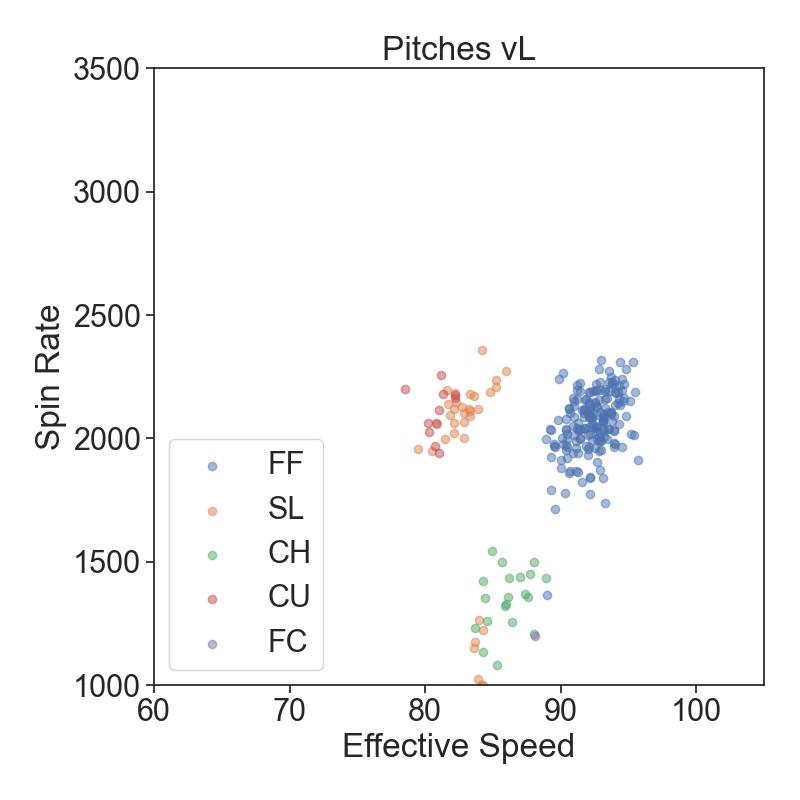 Pitches vL
3500
3000
2500
2000
1500
1000
Spin Rate
FF
SL
CH
CU
FC
60 70 80 90 100
Effective Speed